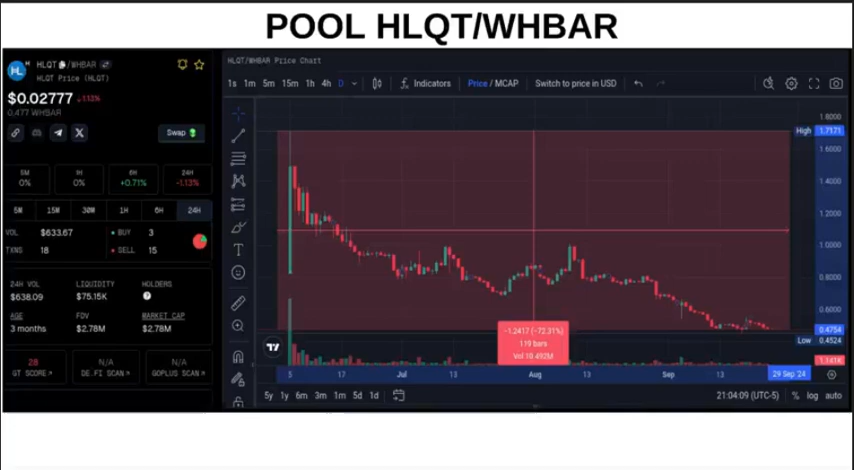 POOL HLQT/WHBAR
HLQT /WHBAR
HLQT Price (HLQT)
$0.02777 ↓1.13%
0.477 WHBAR
Swap
5M 1H 6H 24H
0% 0% +0.71% -1.13%
5M 15M 30M 1H 6H 24H
VOL $633.67 BUY 3
TXNS 18 SELL 15
24H VOL LIQUIDITY HOLDERS
$638.09 $75.15K
AGE FDV MARKET CAP
3 months $2.78M $2.78M
28 N/A N/A
GT SCORE DE.FI SCAN GOPLUS SCAN
HLQT/WHBAR Price Chart
1s 1m 5m 15m 1h 4h D Indicators Price / MCAP Switch to price in USD
1.8000
High 1.7171
1.6000
1.4000
1.2000
1.0000
0.8000
0.6000
0.4754
Low 0.4524
-1.2417 (-72.31%)
119 bars
Vol 10.492M
5 17 Jul 13 Aug 13 Sep 13 29 Sep '24
5y 1y 6m 3m 1m 5d 1d 21:04:09 (UTC-5) % log auto